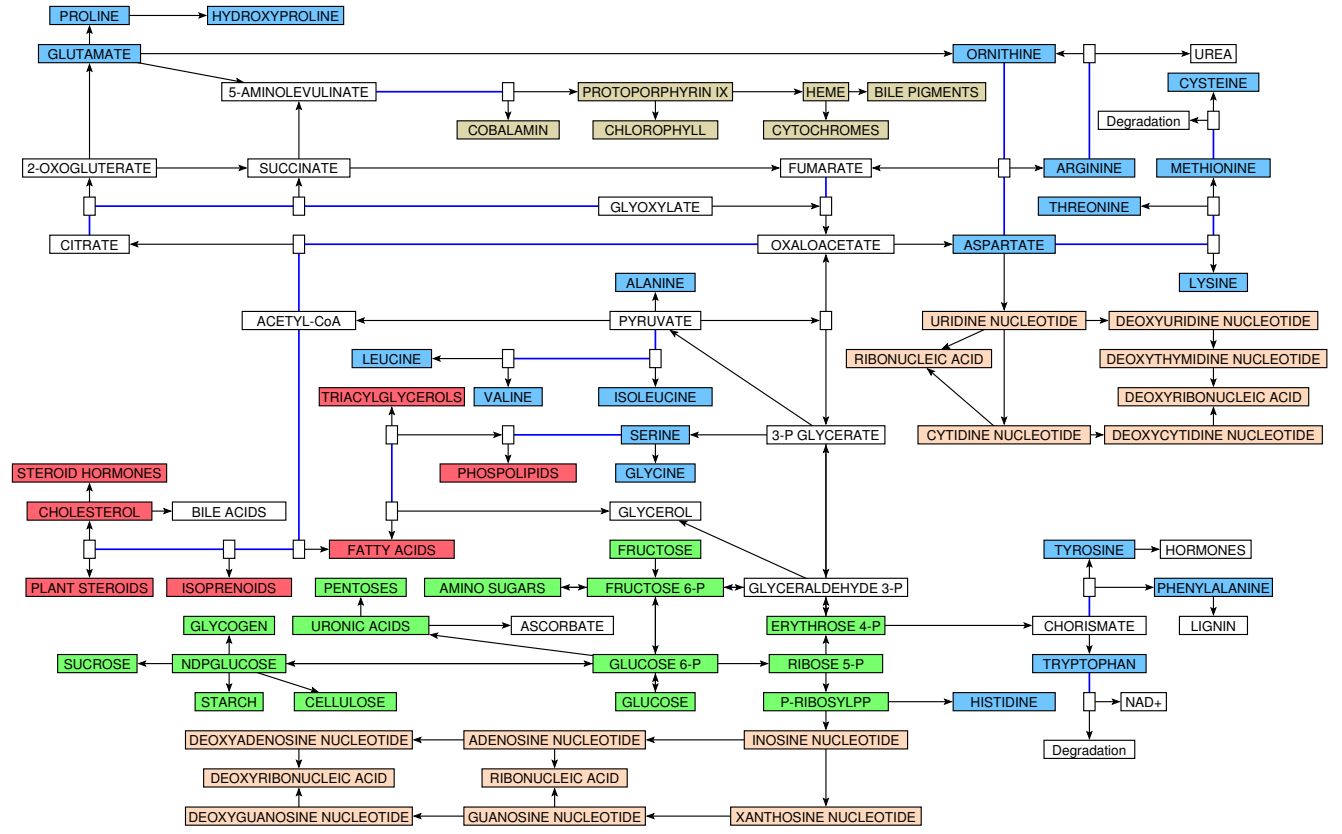 PROLINE
HYDROXYPROLINE
GLUTAMATE
ORNITHINE
UREA
CYSTEINE
5-AMINOLEVULINATE
PROTOPORPHYRIN IX
HEME
BILE PIGMENTS
Degradation
COBALAMIN
CHLOROPHYLL
CYTOCHROMES
2-OXOGLUTERATE
SUCCINATE
FUMARATE
ARGININE
METHIONINE
GLYOXYLATE
THREONINE
CITRATE
OXALOACETATE
ASPARTATE
ALANINE
LYSINE
ACETYL-CoA
PYRUVATE
URIDINE NUCLEOTIDE
DEOXYURIDINE NUCLEOTIDE
LEUCINE
RIBONUCLEIC ACID
DEOXYTHYMIDINE NUCLEOTIDE
TRIACYLGLYCEROLS
VALINE
ISOLEUCINE
DEOXYRIBONUCLEIC ACID
SERINE
3-P GLYCERATE
CYTIDINE NUCLEOTIDE
DEOXYCYTIDINE NUCLEOTIDE
STEROID HORMONES
PHOSPOLIPIDS
GLYCINE
CHOLESTEROL
BILE ACIDS
GLYCEROL
FATTY ACIDS
FRUCTOSE
TYROSINE
HORMONES
PLANT STEROIDS
ISOPRENOIDS
PENTOSES
AMINO SUGARS
FRUCTOSE 6-P
GLYCERALDEHYDE 3-P
PHENYLALANINE
GLYCOGEN
URONIC ACIDS
ASCORBATE
ERYTHROSE 4-P
CHORISMATE
LIGNIN
SUCROSE
NDPGLUCOSE
GLUCOSE 6-P
RIBOSE 5-P
TRYPTOPHAN
STARCH
CELLULOSE
GLUCOSE
P-RIBOSYLPP
HISTIDINE
NAD+
DEOXYADENOSINE NUCLEOTIDE
ADENOSINE NUCLEOTIDE
INOSINE NUCLEOTIDE
Degradation
DEOXYRIBONUCLEIC ACID
RIBONUCLEIC ACID
DEOXYGUANOSINE NUCLEOTIDE
GUANOSINE NUCLEOTIDE
XANTHOSINE NUCLEOTIDE